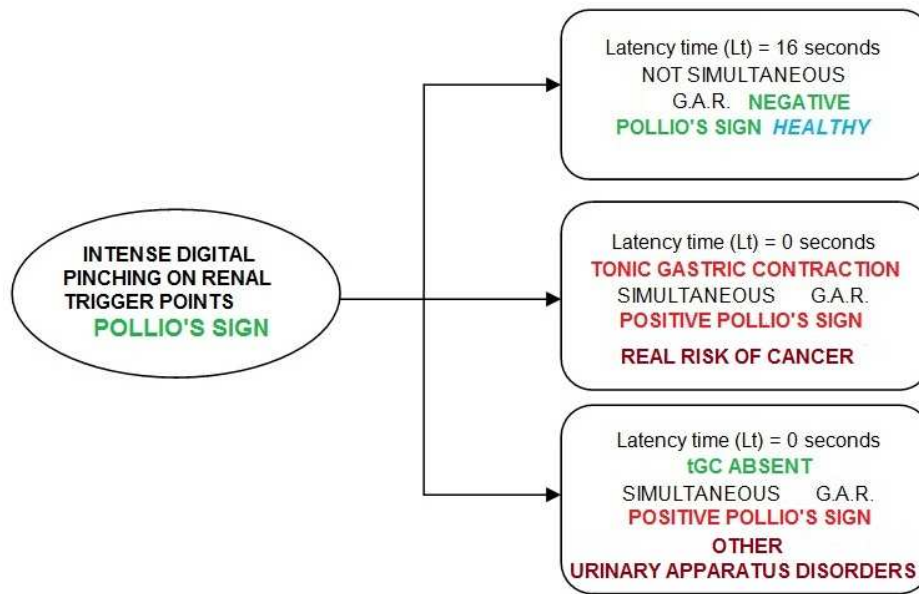 INTENSE DIGITAL
PINCHING ON RENAL
TRIGGER POINTS
POLLIO'S SIGN
Latency time (Lt) = 16 seconds
NOT SIMULTANEOUS
G.A.R. NEGATIVE
POLLIO'S SIGN HEALTHY
Latency time (Lt) = 0 seconds
TONIC GASTRIC CONTRACTION
SIMULTANEOUS G.A.R.
POSITIVE POLLIO'S SIGN
REAL RISK OF CANCER
Latency time (Lt) = 0 seconds
tGC ABSENT
SIMULTANEOUS G.A.R.
POSITIVE POLLIO'S SIGN
OTHER
URINARY APPARATUS DISORDERS